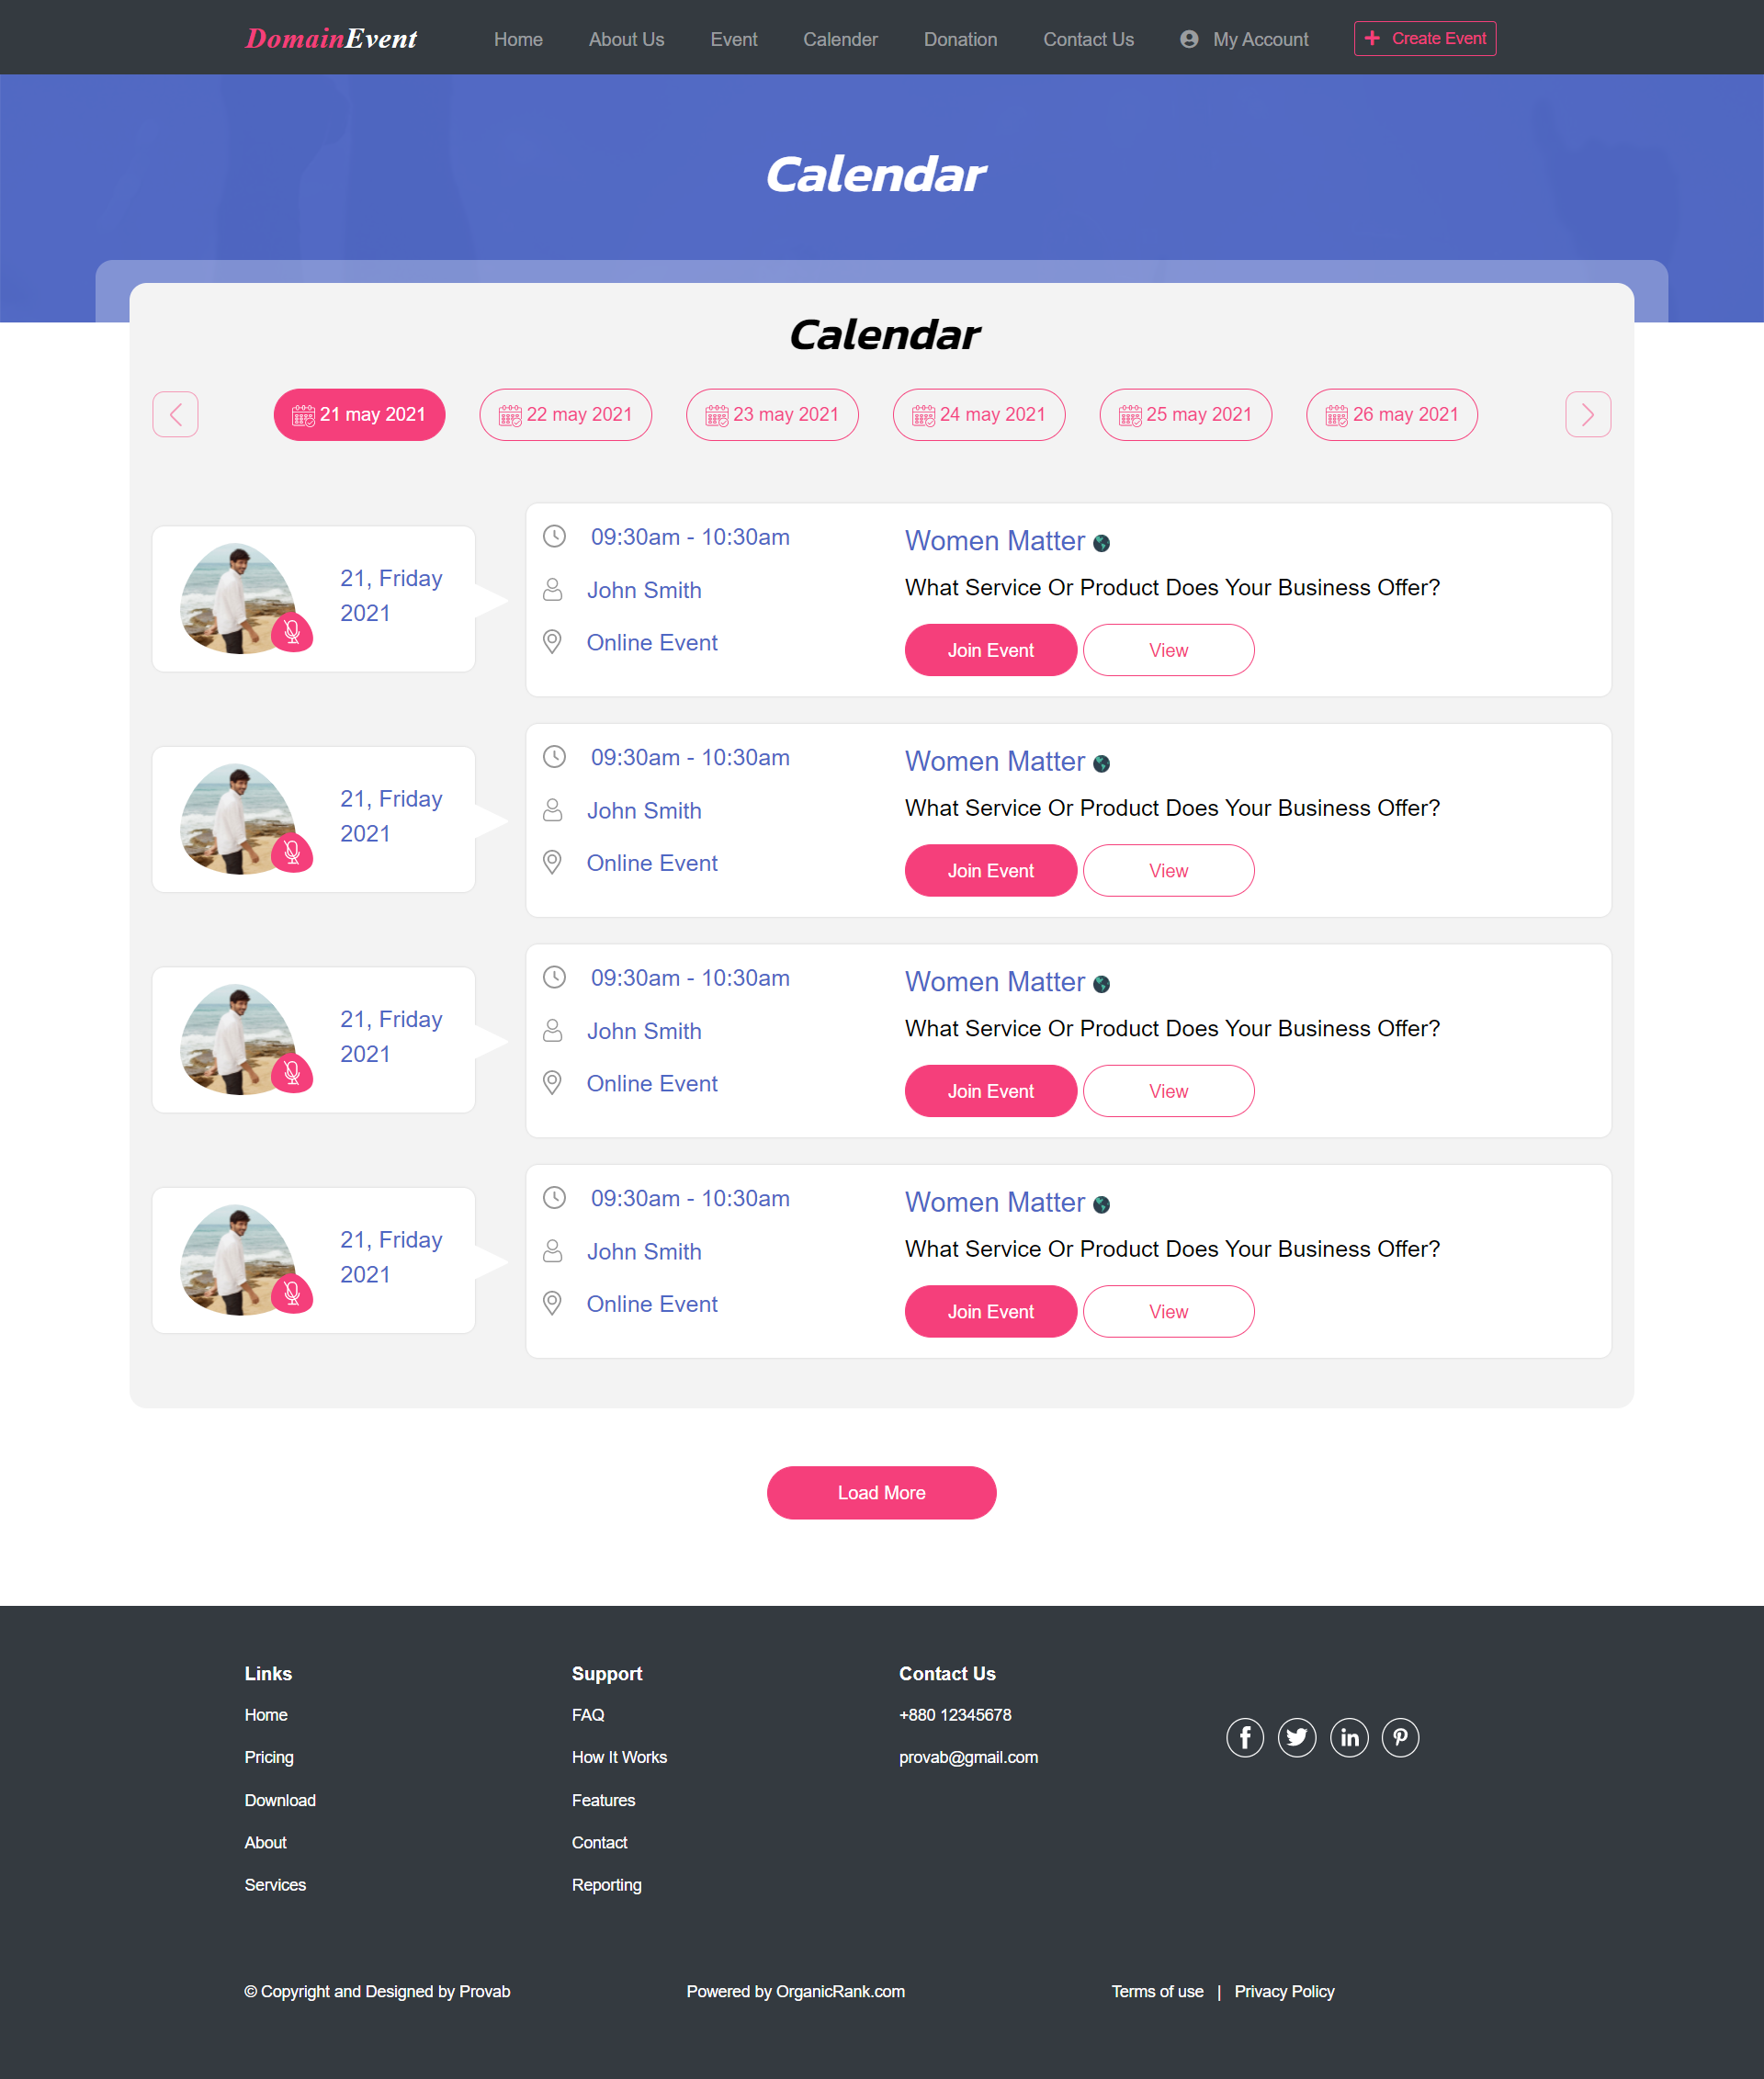 DomainEvent Home About Us Event Calender Donation Contact Us My Account Create Event
Calendar
Calendar
21 may 2021 22 may 2021 23 may 2021 24 may 2021 25 may 2021 26 may 2021
21, Friday
2021
09:30am - 10:30am
John Smith
Online Event
Women Matter
What Service Or Product Does Your Business Offer?
Join Event View
21, Friday
2021
09:30am - 10:30am
John Smith
Online Event
Women Matter
What Service Or Product Does Your Business Offer?
Join Event View
21, Friday
2021
09:30am - 10:30am
John Smith
Online Event
Women Matter
What Service Or Product Does Your Business Offer?
Join Event View
21, Friday
2021
09:30am - 10:30am
John Smith
Online Event
Women Matter
What Service Or Product Does Your Business Offer?
Join Event View
Load More
Links
Home
Pricing
Download
About
Services
Support
FAQ
How It Works
Features
Contact
Reporting
Contact Us
+880 12345678
provab@gmail.com
© Copyright and Designed by Provab Powered by OrganicRank.com Terms of use | Privacy Policy